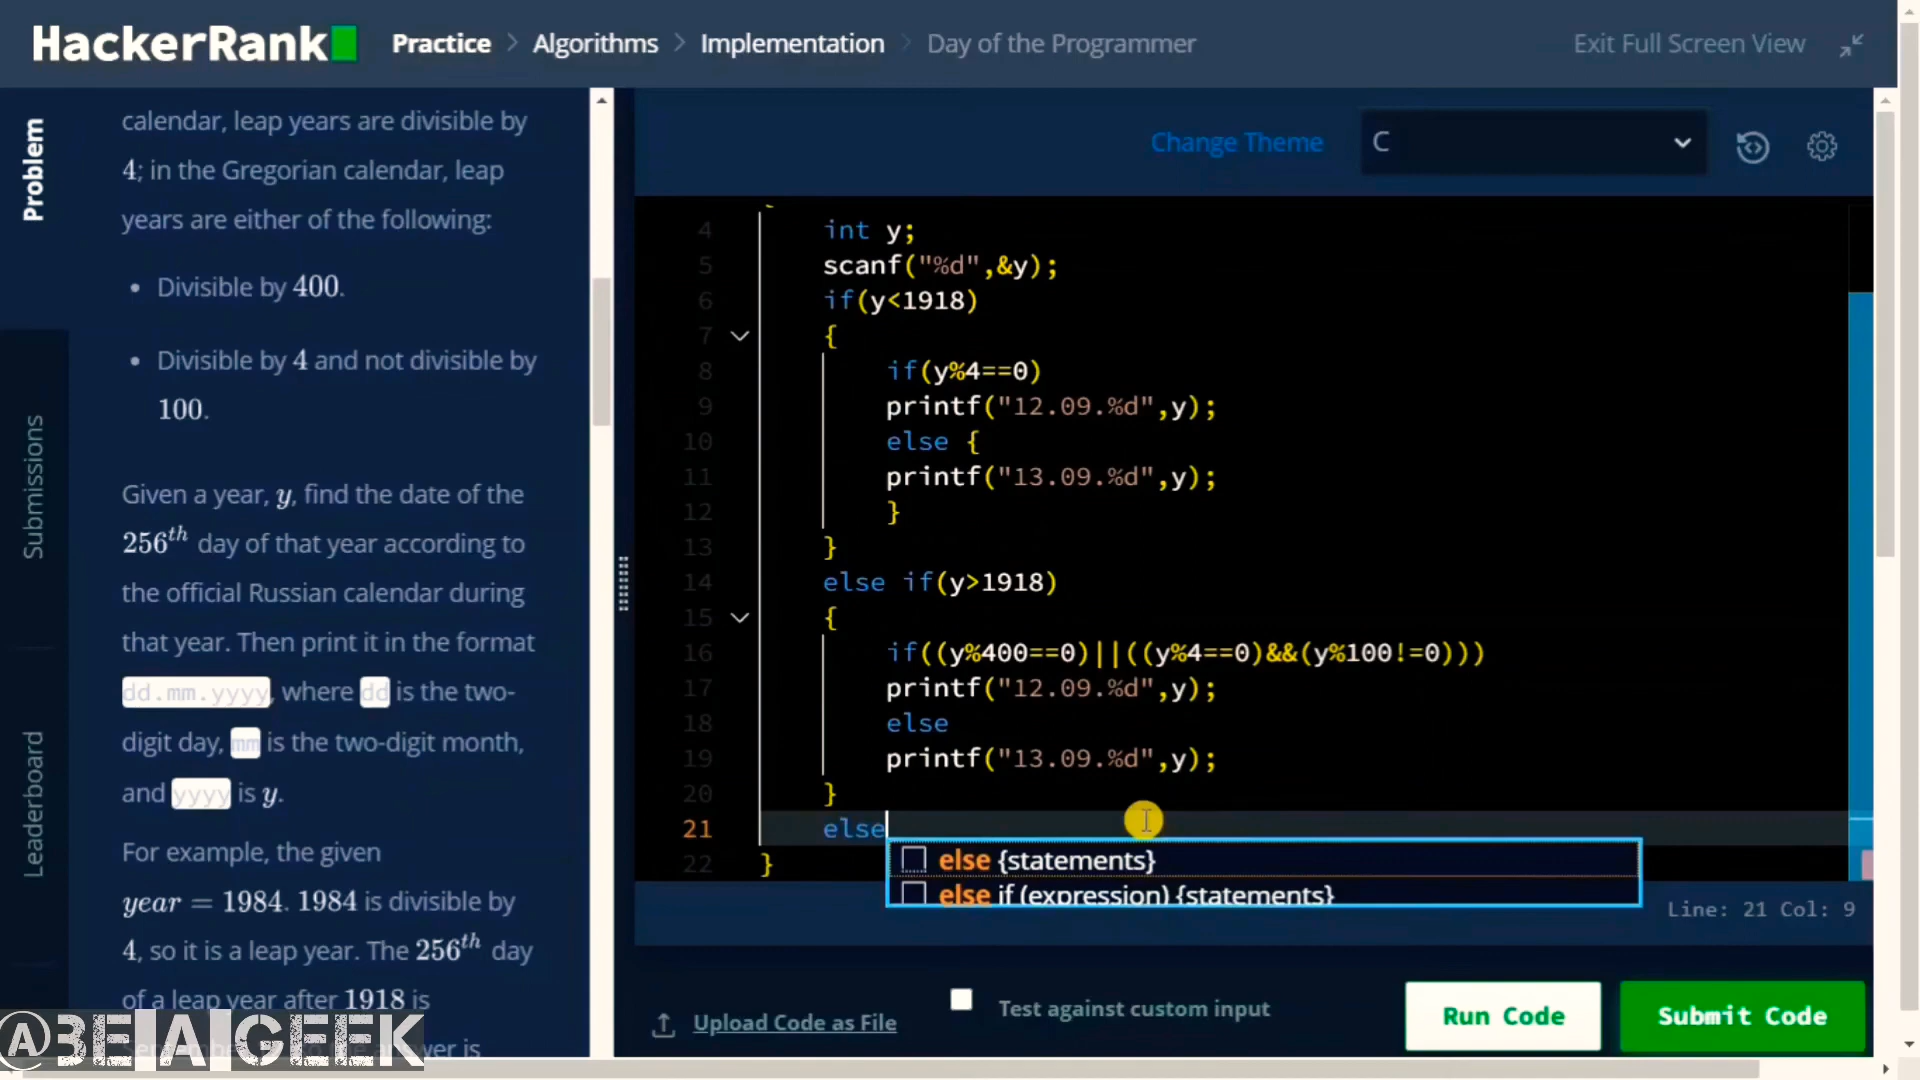 HackerRank
Practice > Algorithms > Implementation > Day of the Programmer
Exit Full Screen View
Problem
Submissions
Leaderboard
calendar, leap years are divisible by
4; in the Gregorian calendar, leap
years are either of the following:
• Divisible by 400.
• Divisible by 4 and not divisible by
100.
Given a year, y, find the date of the
256th day of that year according to
the official Russian calendar during
that year. Then print it in the format
dd.mm.yyyy, where dd is the two-
digit day, mm is the two-digit month,
and yyyy is y.
For example, the given
year = 1984. 1984 is divisible by
4, so it is a leap year. The 256th day
of a leap year after 1918 is
answer is
@BE A GEEK
Change Theme
C
4 int y;
5 scanf("%d",&y);
6 if(y<1918)
7 {
8 if(y%4==0)
9 printf("12.09.%d",y);
10 else {
11 printf("13.09.%d",y);
12 }
13 }
14 else if(y>1918)
15 {
16 if((y%400==0)||((y%4==0)&&(y%100!=0)))
17 printf("12.09.%d",y);
18 else
19 printf("13.09.%d",y);
20 }
21 else
22 }
else {statements}
else if (expression) {statements}
Line: 21 Col: 9
Upload Code as File
Test against custom input
Run Code
Submit Code